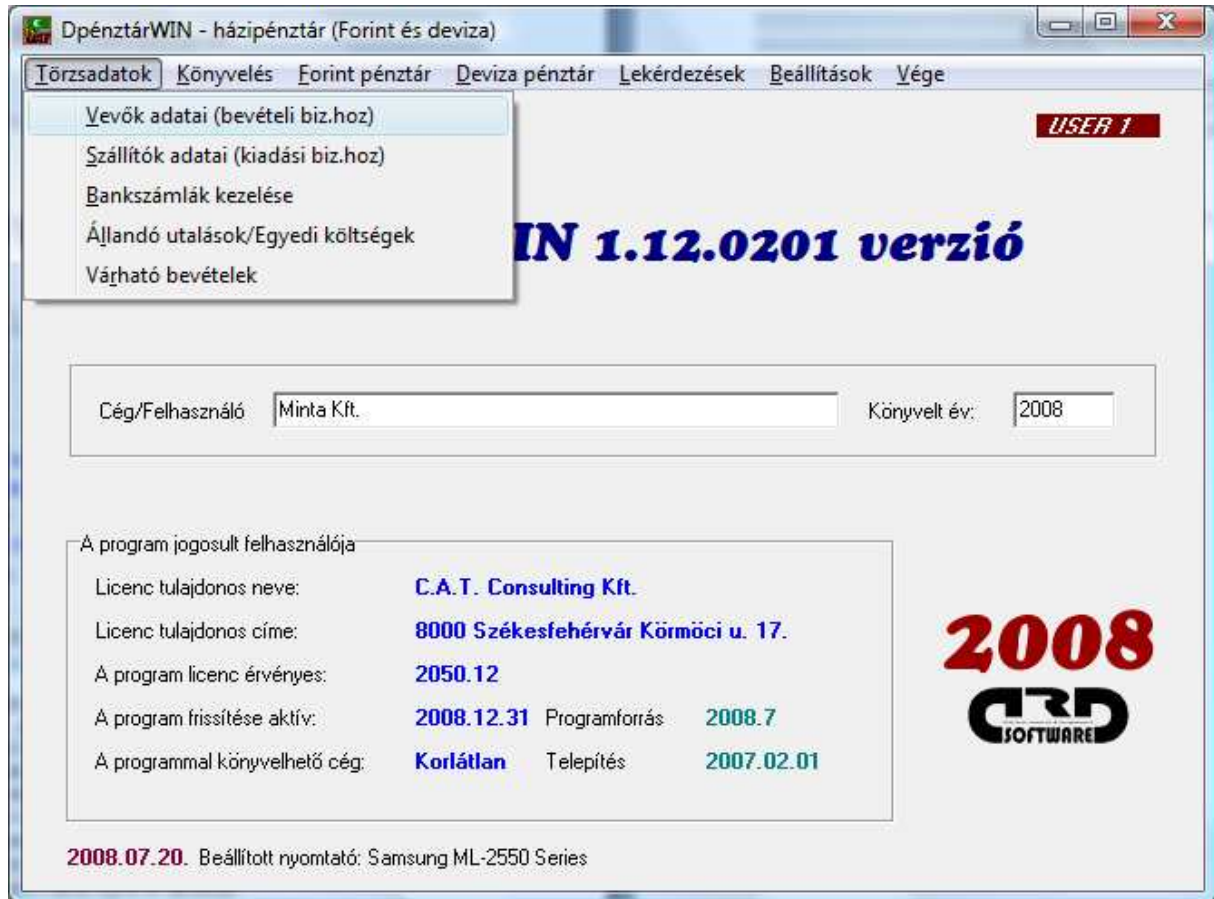 DpénztárWIN - házipénztár (Forint és deviza)
Törzsadatok Könyvelés Forint pénztár Deviza pénztár Lekérdezések Beállítások Vége
Vevők adatai (bevételi biz.hoz)
USER 1
Szállítók adatai (kiadási biz.hoz)
Bankszámlák kezelése
Állandó utalások/Egyedi költségek
IN 1.12.0201 verzió
Várható bevételek
Cég/Felhasználó Minta Kft. Könyvelt év: 2008
A program jogosult felhasználója
Licenc tulajdonos neve: C.A.T. Consulting Kft.
Licenc tulajdonos címe: 8000 Székesfehérvár Körmöci u. 17.
A program licenc érvényes: 2050.12
A program frissítése aktív: 2008.12.31 Programforrás 2008.7
A programmal könyvelhető cég: Korlátlan Telepítés 2007.02.01
2008
ARD
SOFTWARE
2008.07.20. Beállított nyomtató: Samsung ML-2550 Series